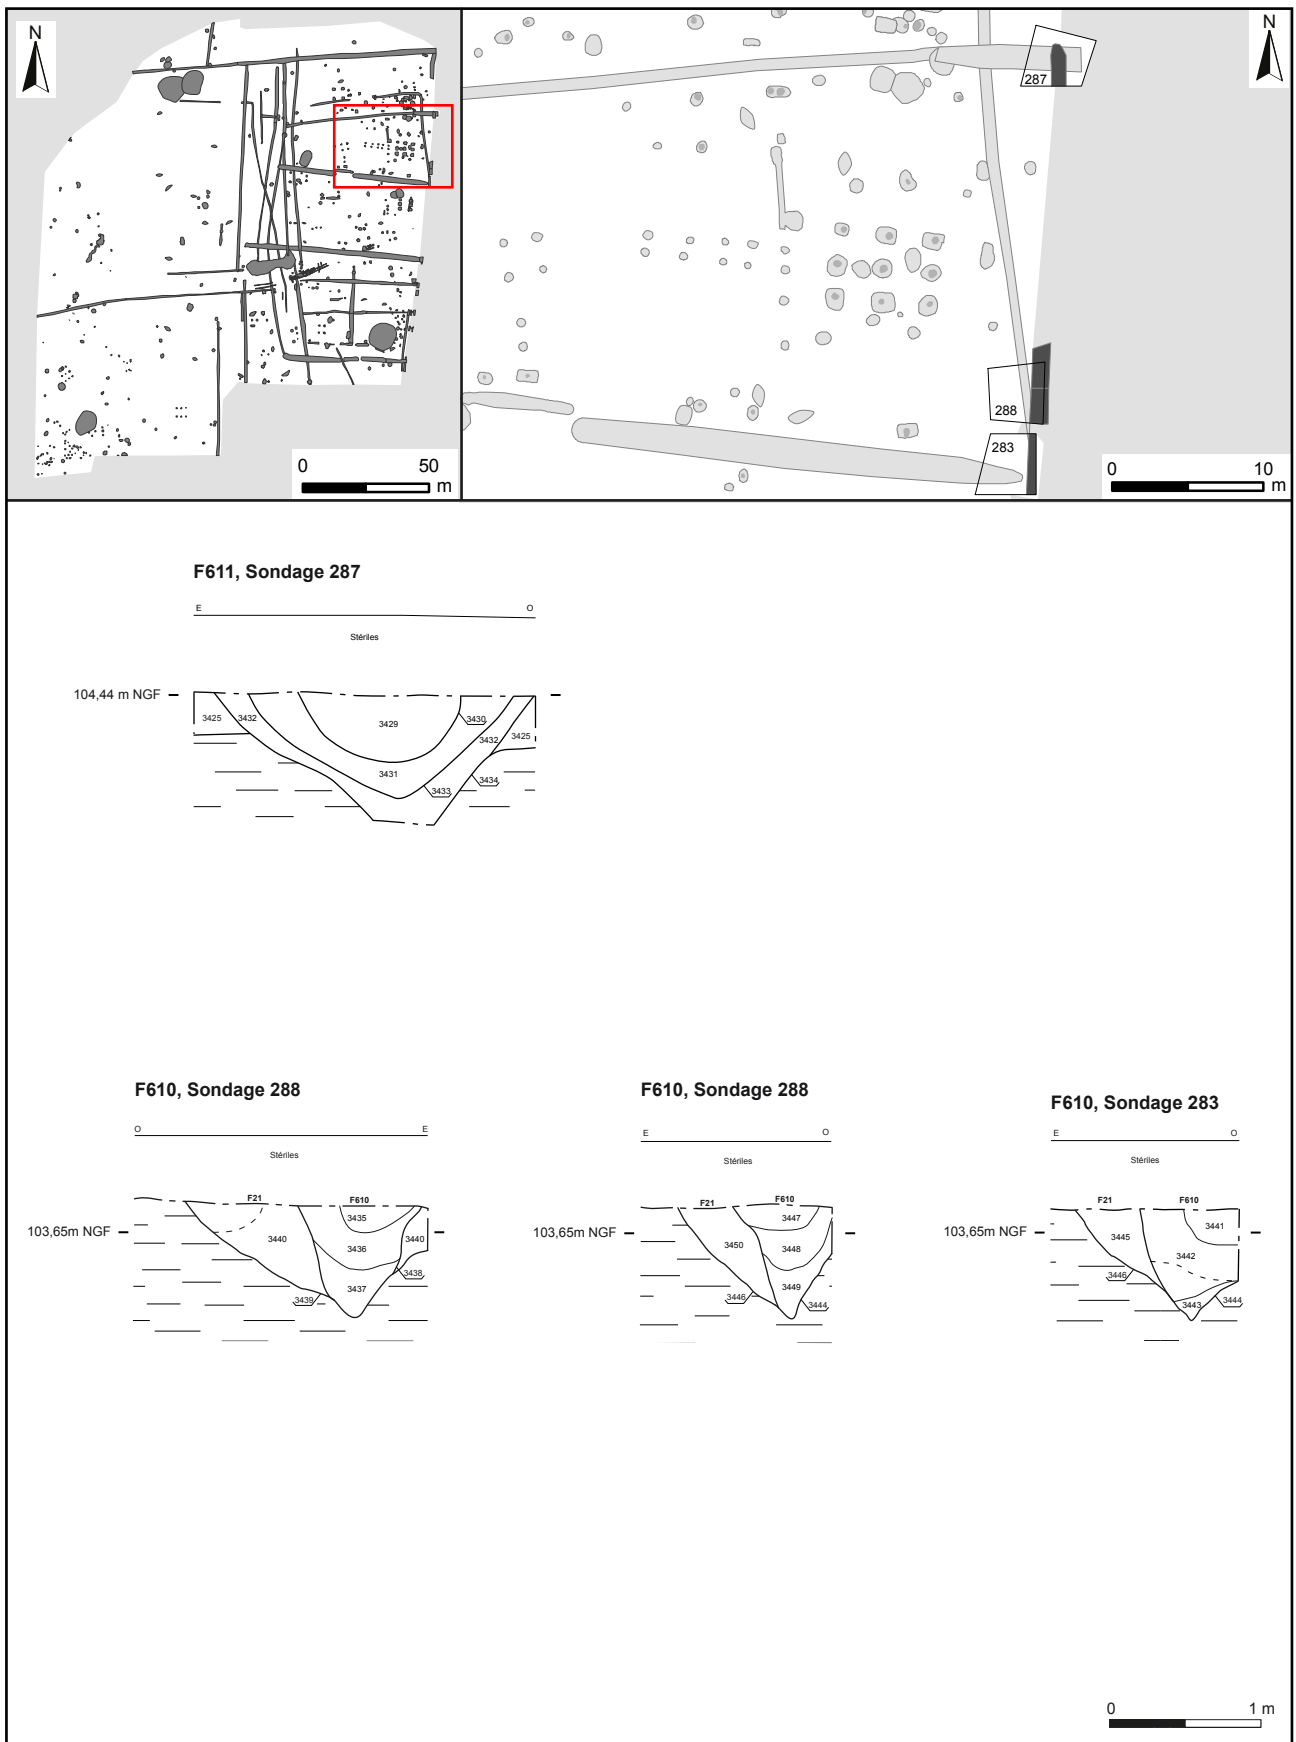 N
0 50
m
N
287
288
283
0 10
m
F611, Sondage 287
E O
Stériles
104,44 m NGF
3425 3432 3429 3430
3432 3425
3431 3434
3433
F610, Sondage 288
O E
Stériles
F21 F610
103,65m NGF
3435
3440 3440
3436
3438
3437
3439
F610, Sondage 288
E O
Stériles
F21 F610
103,65m NGF
3447
3450 3448
3449
3446 3444
F610, Sondage 283
E O
Stériles
F21 F610
103,65m NGF
3441
3445
3442
3446
3443 3444
0 1 m